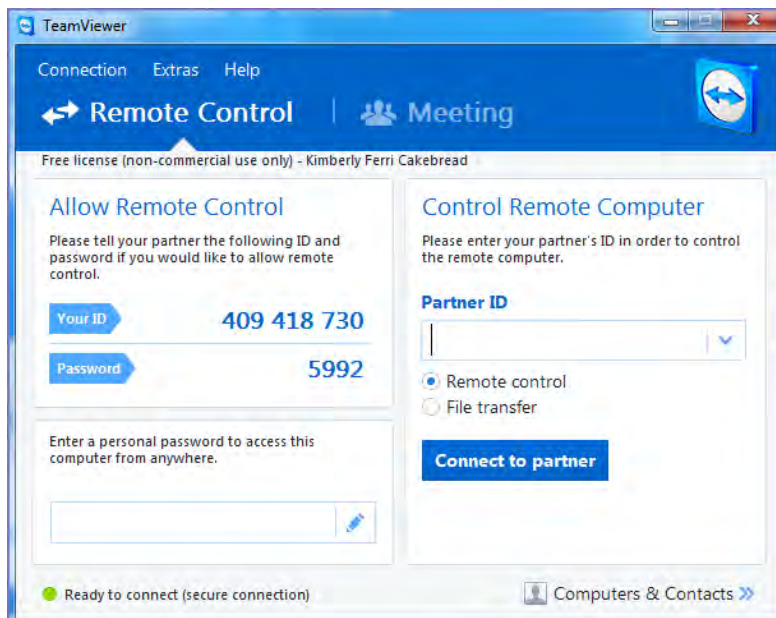 TeamViewer
Connection Extras Help
Remote Control Meeting
Free license (non-commercial use only) - Kimberly Ferri Cakebread
Allow Remote Control
Please tell your partner the following ID and
password if you would like to allow remote
control.
Your ID 409 418 730
Password 5992
Enter a personal password to access this
computer from anywhere.
Control Remote Computer
Please enter your partner's ID in order to control
the remote computer.
Partner ID
Remote control
File transfer
Connect to partner
Ready to connect (secure connection)
Computers & Contacts